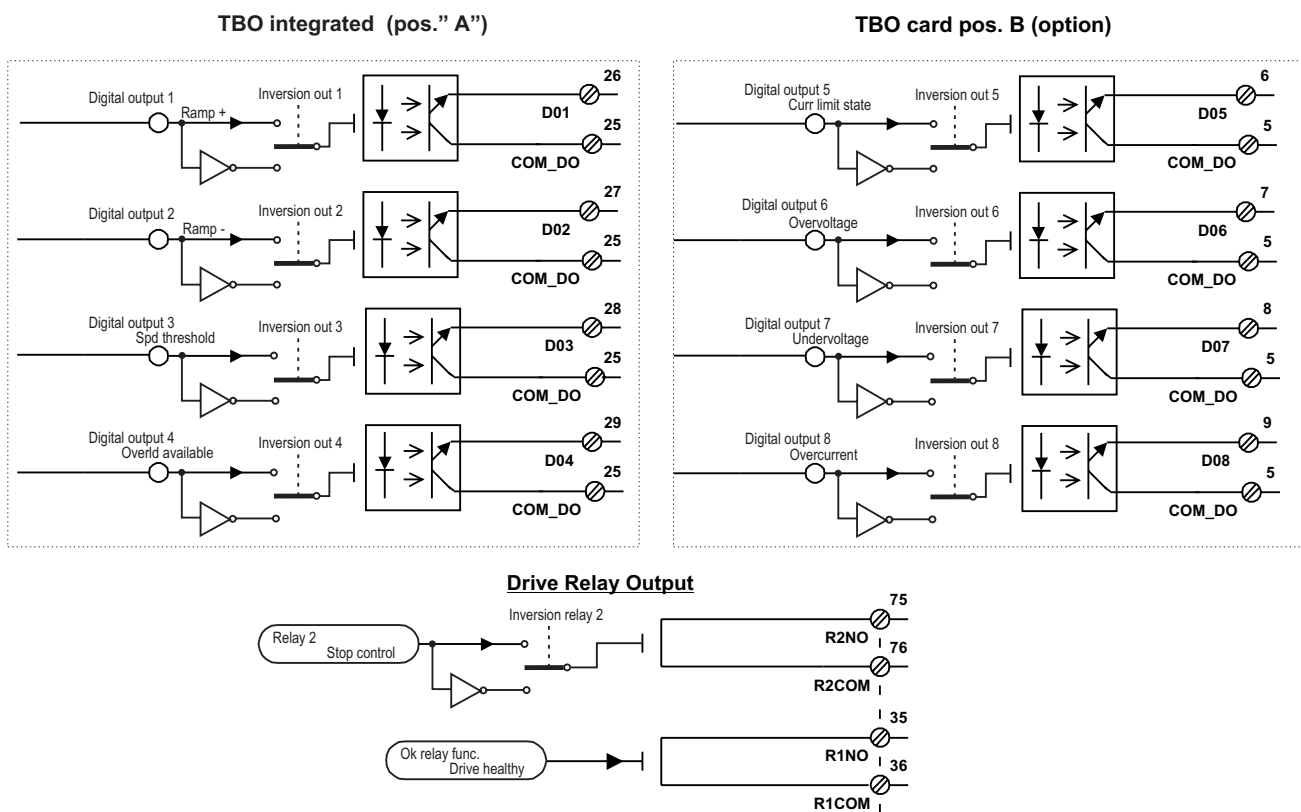 TBO integrated (pos.” A”)
Digital output 1
Ramp +
Inversion out 1
26
D01
25
COM_DO
Digital output 2
Ramp -
Inversion out 2
27
D02
25
COM_DO
Digital output 3
Spd threshold
Inversion out 3
28
D03
25
COM_DO
Digital output 4
Overld available
Inversion out 4
29
D04
25
COM_DO
TBO card pos. B (option)
Digital output 5
Curr limit state
Inversion out 5
6
D05
5
COM_DO
Digital output 6
Overvoltage
Inversion out 6
7
D06
5
COM_DO
Digital output 7
Undervoltage
Inversion out 7
8
D07
5
COM_DO
Digital output 8
Overcurrent
Inversion out 8
9
D08
5
COM_DO
Drive Relay Output
Relay 2
Stop control
Inversion relay 2
75
R2NO
76
R2COM
Ok relay func.
Drive healthy
35
R1NO
36
R1COM